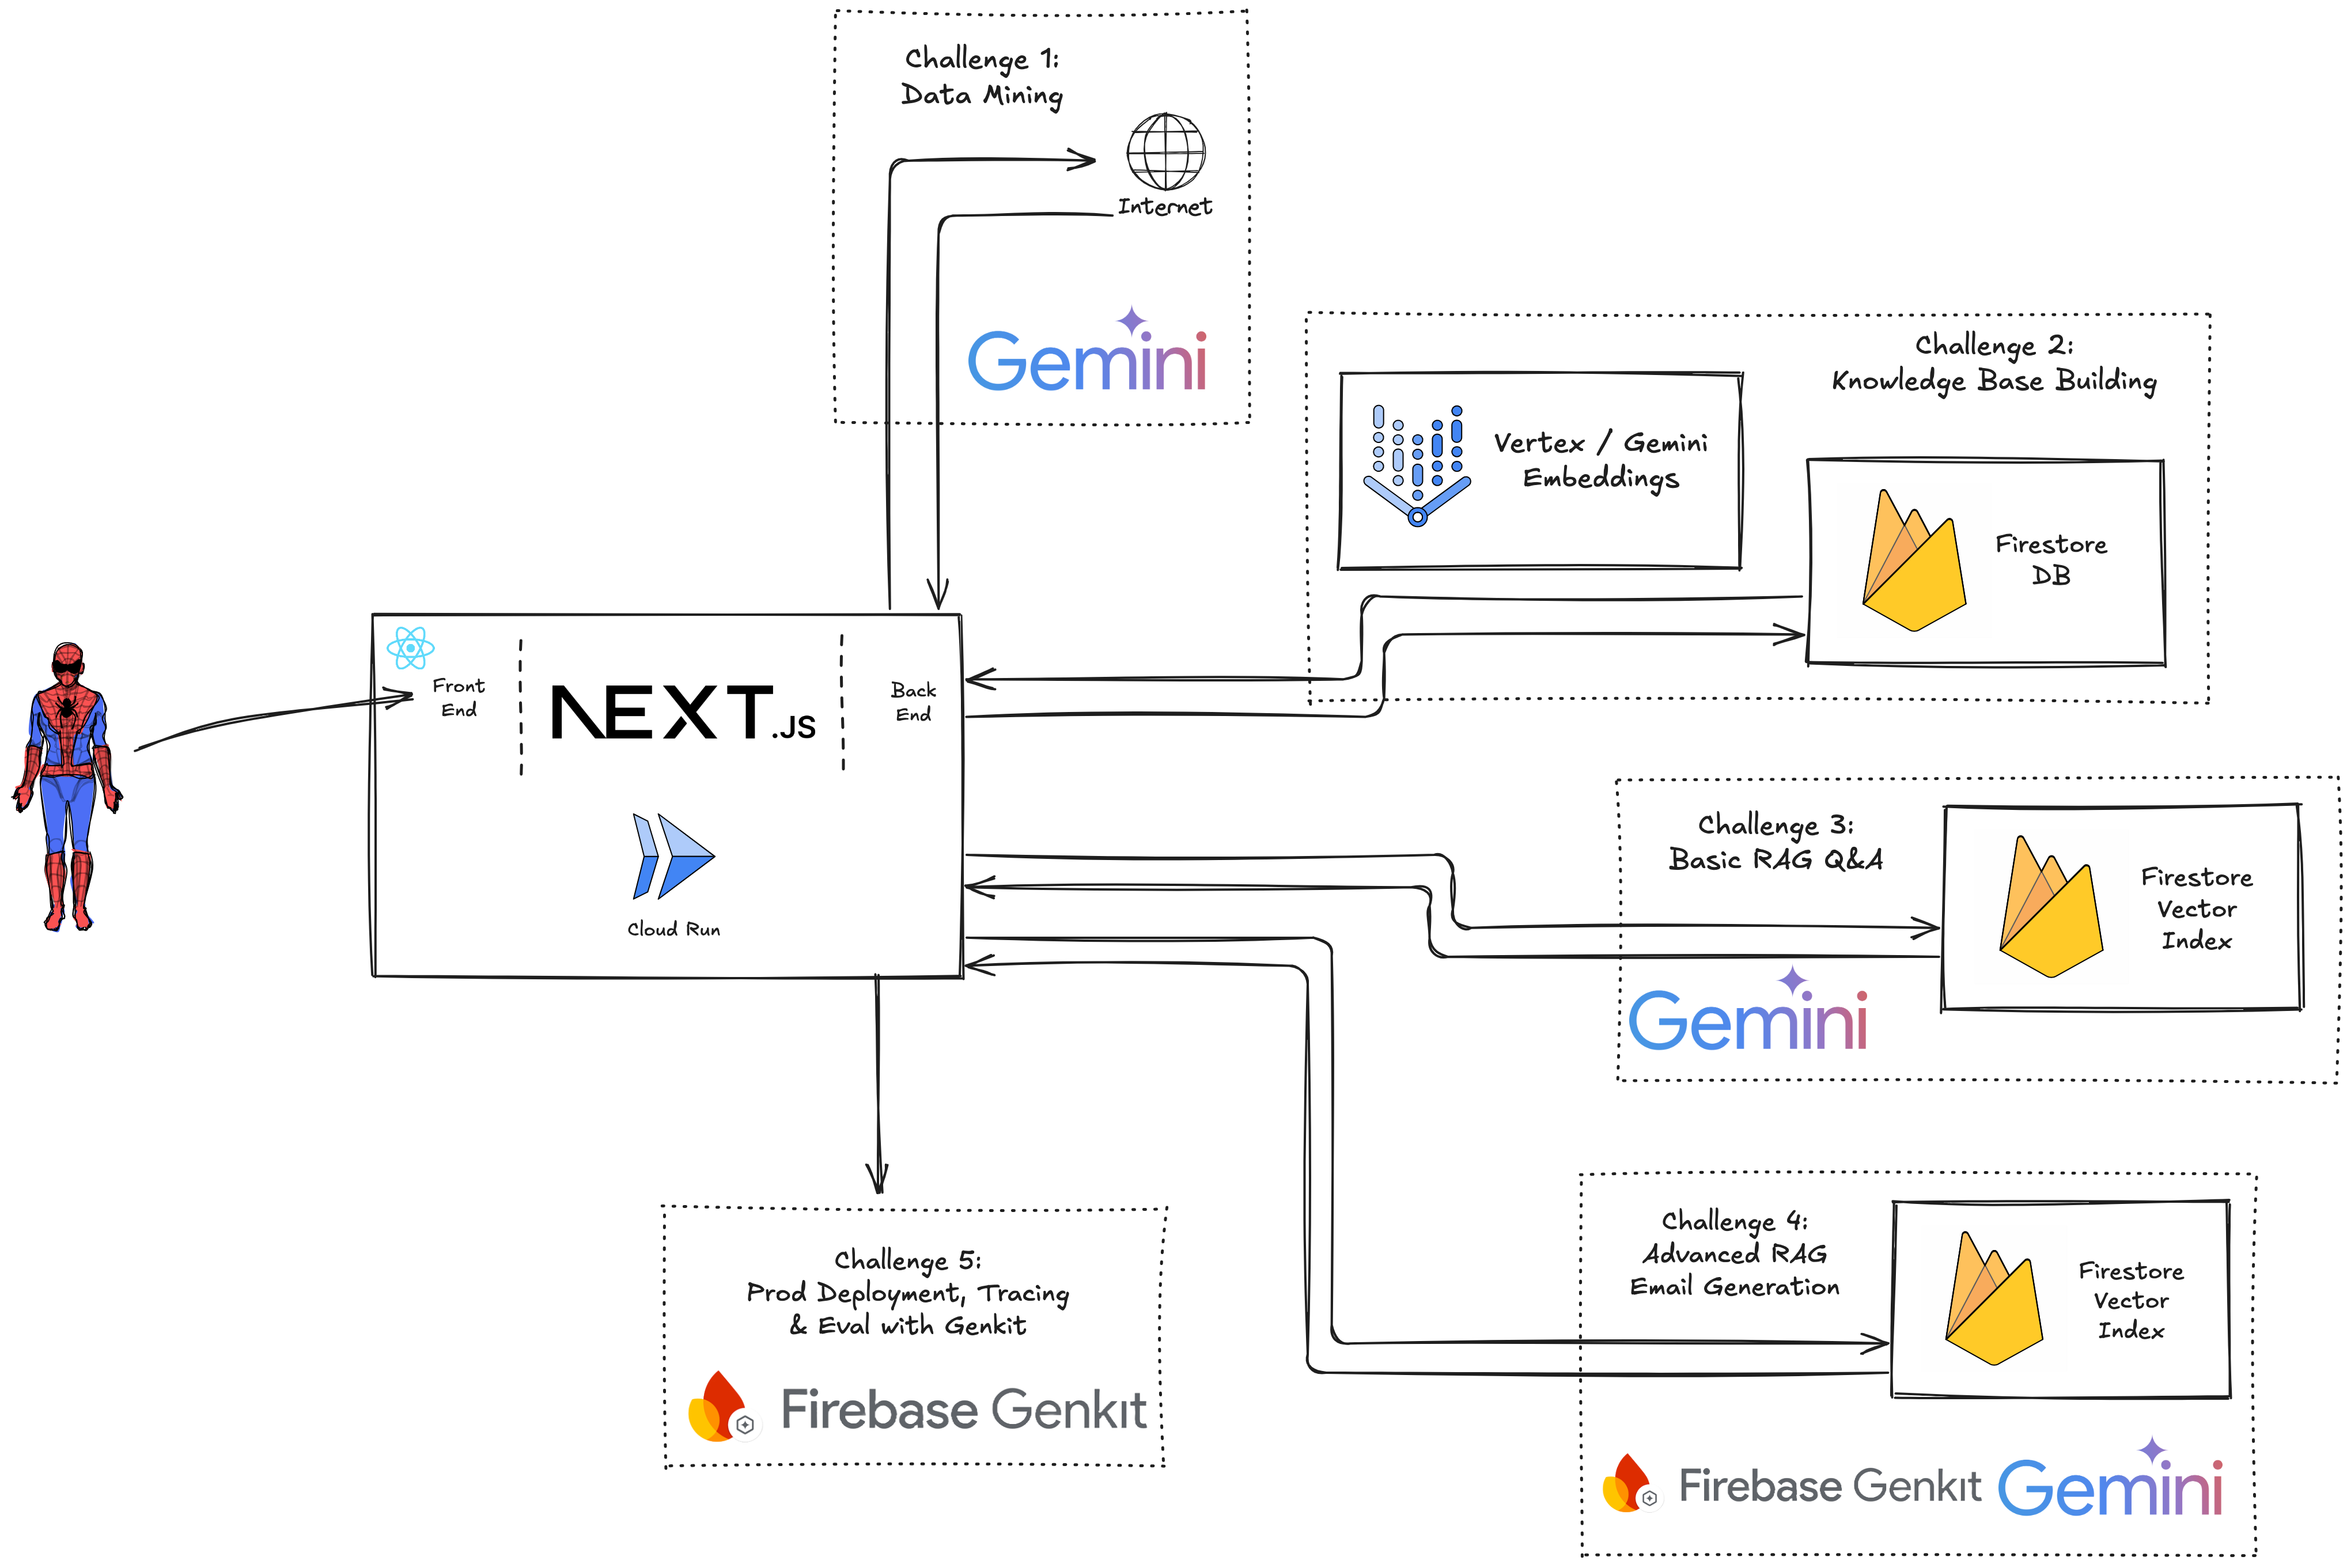 Challenge 1:
Data Mining
Internet
Gemini
Challenge 2:
Knowledge Base Building
Vertex / Gemini
Embeddings
Firestore
DB
Front
End
NEXT.JS
Back
End
Cloud Run
Challenge 3:
Basic RAG Q&A
Firestore
Vector
Index
Gemini
Challenge 4:
Advanced RAG
Email Generation
Firestore
Vector
Index
Firebase Genkit
Gemini
Challenge 5:
Prod Deployment, Tracing
& Eval with Genkit
Firebase Genkit